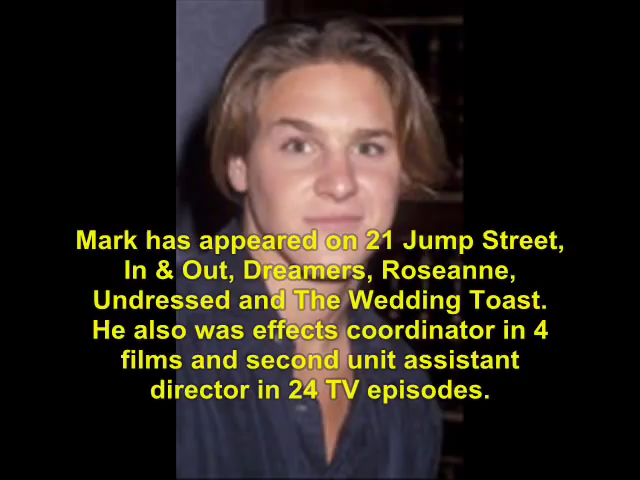 Mark has appeared on 21 Jump Street,
In & Out, Dreamers, Roseanne,
Undressed and The Wedding Toast.
He also was effects coordinator in 4
films and second unit assistant
director in 24 TV episodes.